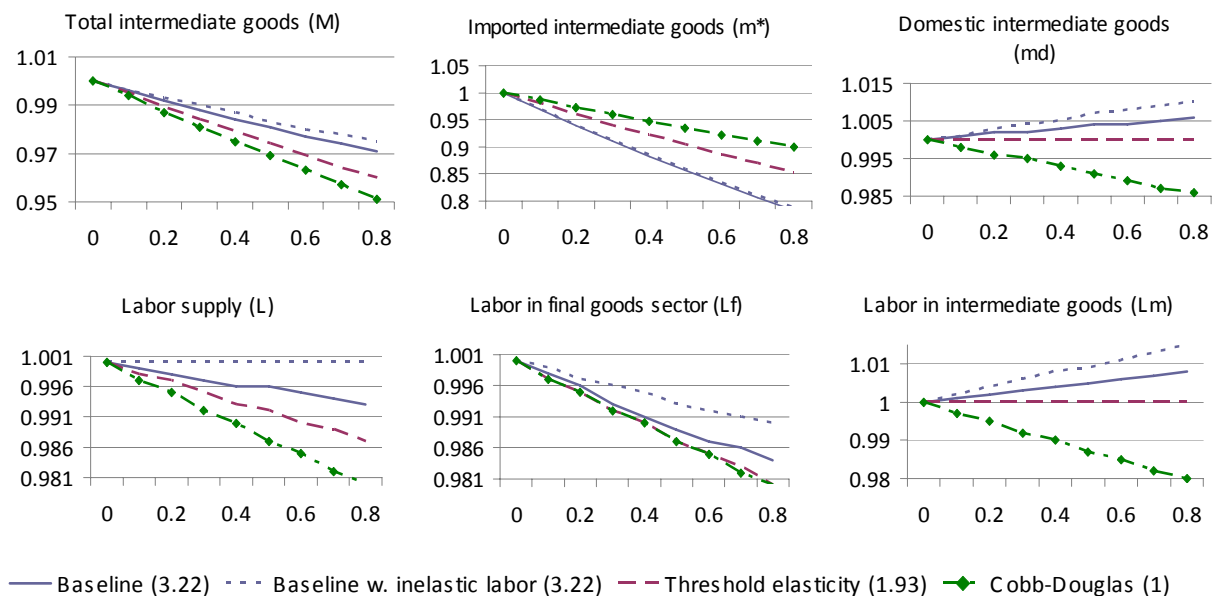 Total intermediate goods (M)
1.01
0.99
0.97
0.95
0 0.2 0.4 0.6 0.8
Imported intermediate goods (m*)
1.05
1
0.95
0.9
0.85
0.8
0 0.2 0.4 0.6 0.8
Domestic intermediate goods
(md)
1.015
1.005
0.995
0.985
0 0.2 0.4 0.6 0.8
Labor supply (L)
1.001
0.996
0.991
0.986
0.981
0 0.2 0.4 0.6 0.8
Labor in final goods sector (Lf)
1.001
0.996
0.991
0.986
0.981
0 0.2 0.4 0.6 0.8
Labor in intermediate goods (Lm)
1.01
1
0.99
0.98
0 0.2 0.4 0.6 0.8
Baseline (3.22) Baseline w. inelastic labor (3.22) Threshold elasticity (1.93) Cobb-Douglas (1)